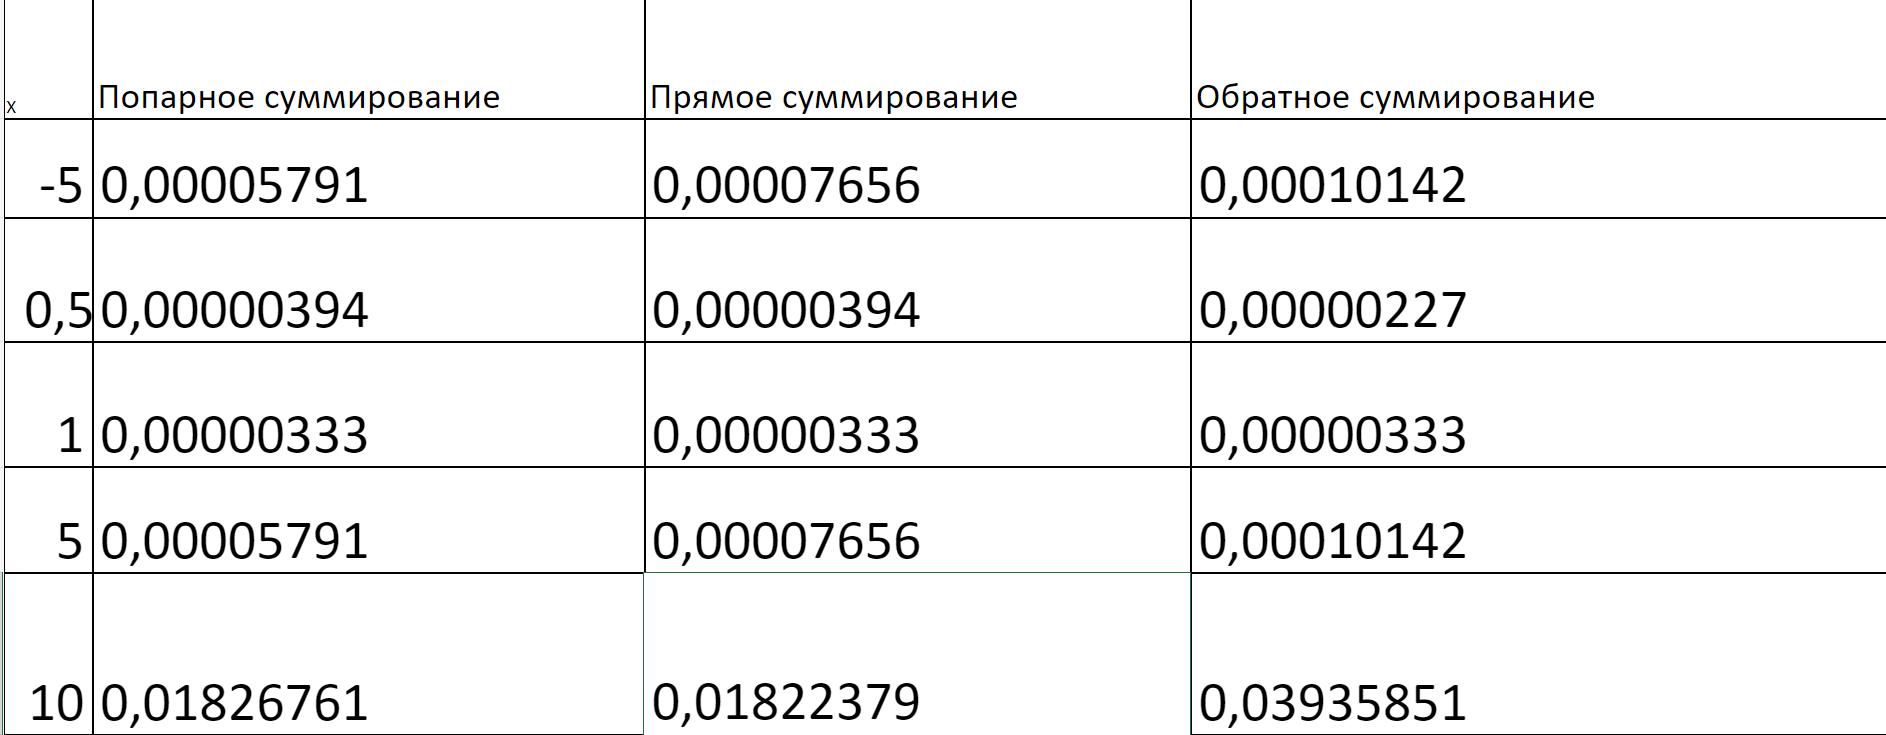 x Попарное суммирование Прямое суммирование Обратное суммирование
-5 0,00005791 0,00007656 0,00010142
0,5 0,00000394 0,00000394 0,00000227
1 0,00000333 0,00000333 0,00000333
5 0,00005791 0,00007656 0,00010142
10 0,01826761 0,01822379 0,03935851